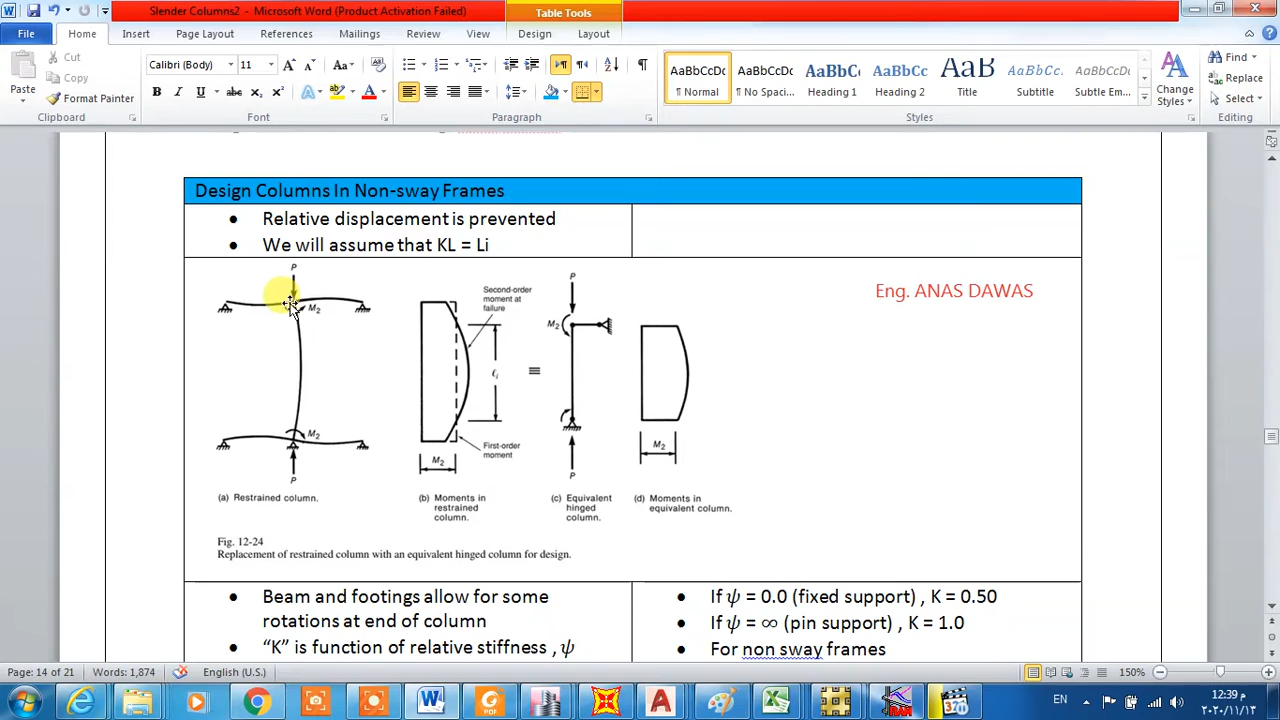 Slender Columns2 - Microsoft Word (Product Activation Failed)
Table Tools
File
Home
Insert
Page Layout
References
Mailings
Review
View
Design
Layout
Paste
Cut
Copy
Format Painter
Clipboard
Calibri (Body)
11
Font
Paragraph
AaBbCcDc
¶ Normal
AaBbCcDc
¶ No Spaci...
AaBbC
Heading 1
AaBbCc
Heading 2
AaB
Title
AaBbCc.
Subtitle
AaBbCcDc
Subtle Em...
Change
Styles
Styles
Find
Replace
Select
Editing
Design Columns In Non-sway Frames
• Relative displacement is prevented
• We will assume that KL = Li
Eng. ANAS DAWAS
P
M2
M2
P
(a) Restrained column.
Second-order
moment at
failure
ℓi
First-order
moment
M2
(b) Moments in
restrained
column.
≡
P
M2
P
(c) Equivalent
hinged
column.
M2
(d) Moments in
equivalent column.
Fig. 12-24
Replacement of restrained column with an equivalent hinged column for design.
• Beam and footings allow for some
rotations at end of column
• “K” is function of relative stiffness , ψ
• If ψ = 0.0 (fixed support) , K = 0.50
• If ψ = ∞ (pin support) , K = 1.0
• For non sway frames
Page: 14 of 21
Words: 1,874
English (U.S.)
150%
EN
12:39 م
٢٠٢٠/١١/١٣